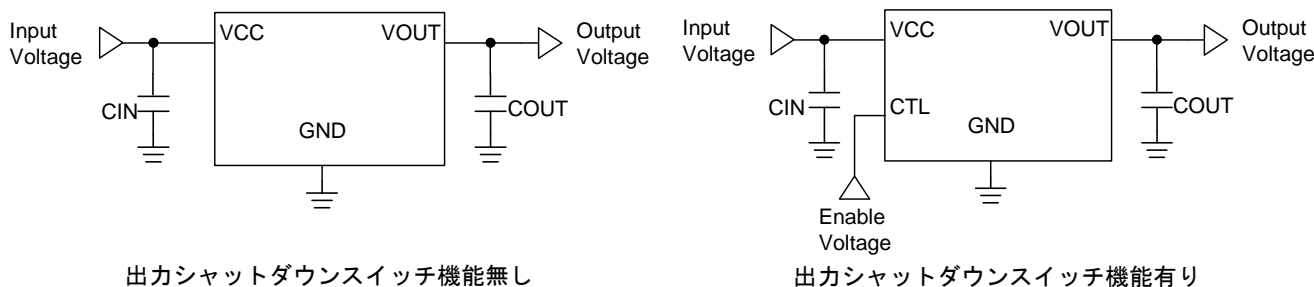 Input
Voltage
VCC
VOUT
Output
Voltage
CIN
COUT
GND
出力シャットダウンスイッチ機能無し
Input
Voltage
VCC
VOUT
Output
Voltage
CIN
CTL
COUT
GND
Enable
Voltage
出力シャットダウンスイッチ機能有り